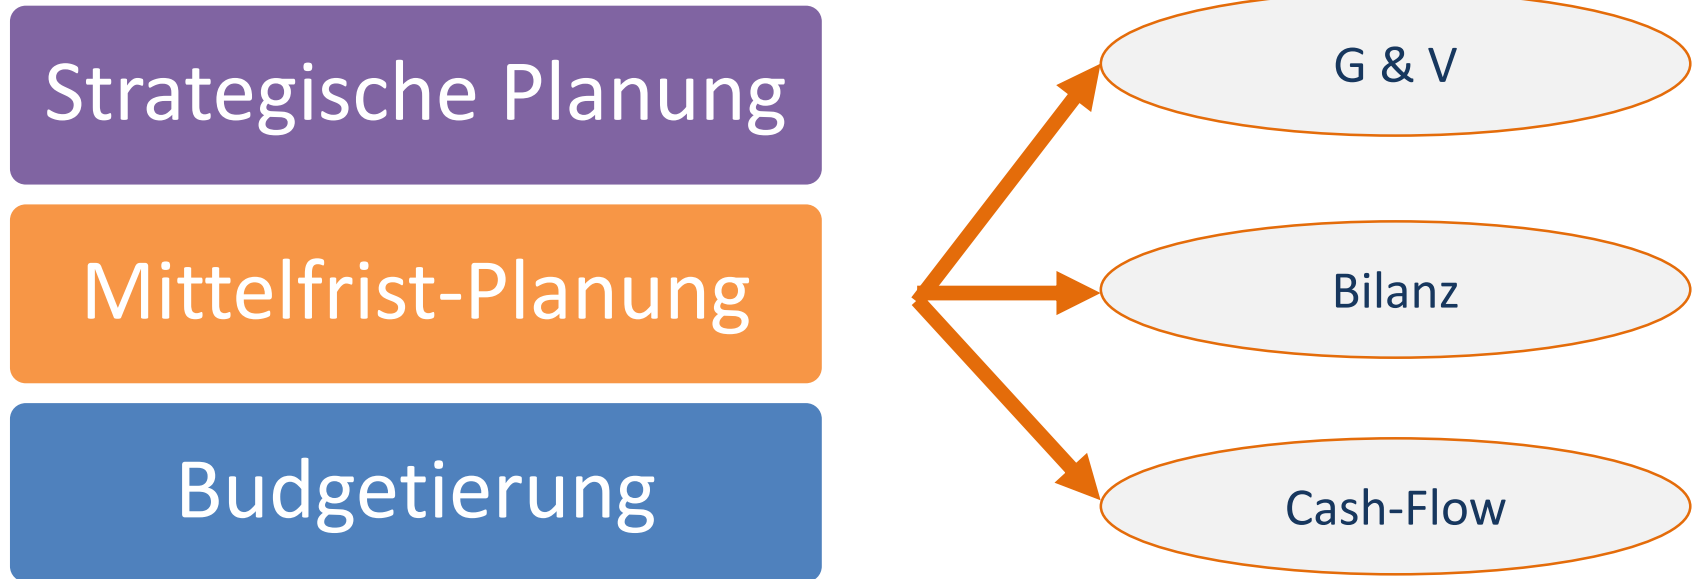 Strategische Planung
Mittelfrist-Planung
Budgetierung
G & V
Bilanz
Cash-Flow